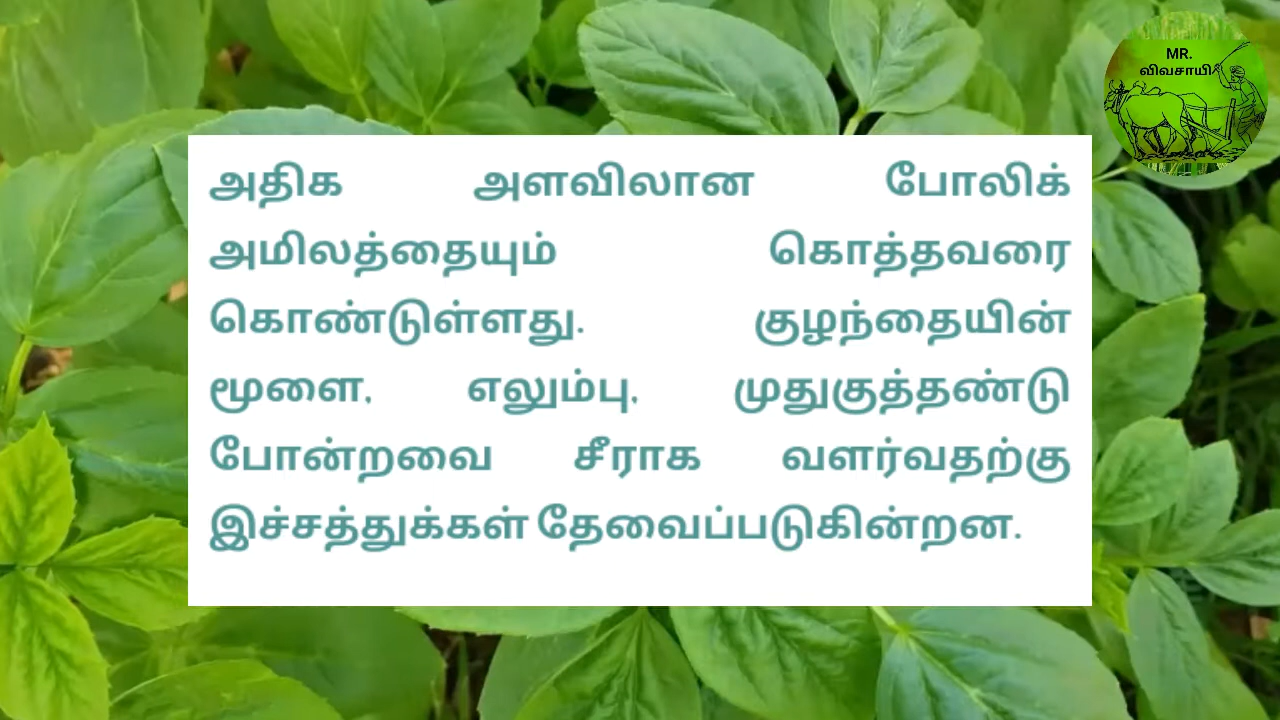 MR.
விவசாயி
அதிக அளவிலான போலிக்
அமிலத்தையும் கொத்தவரை
கொண்டுள்ளது. குழந்தையின்
மூளை, எலும்பு, முதுகுத்தண்டு
போன்றவை சீராக வளர்வதற்கு
இச்சத்துக்கள் தேவைப்படுகின்றன.